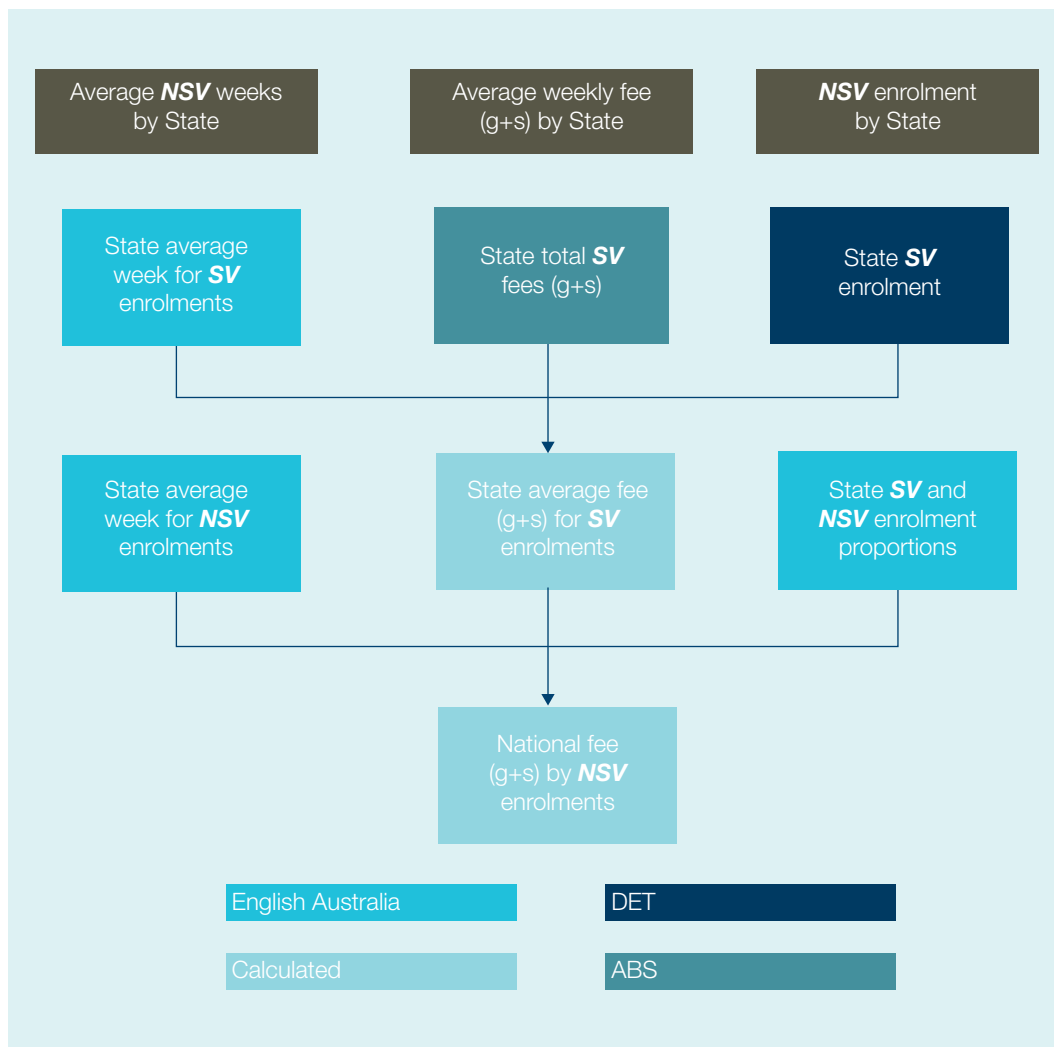 Average NSV weeks
by State
Average weekly fee
(g+s) by State
NSV enrolment
by State
State average
week for SV
enrolments
State total SV
fees (g+s)
State SV
enrolment
State average
week for NSV
enrolments
State average fee
(g+s) for SV
enrolments
State SV and
NSV enrolment
proportions
National fee
(g+s) by NSV
enrolments
English Australia
DET
Calculated
ABS